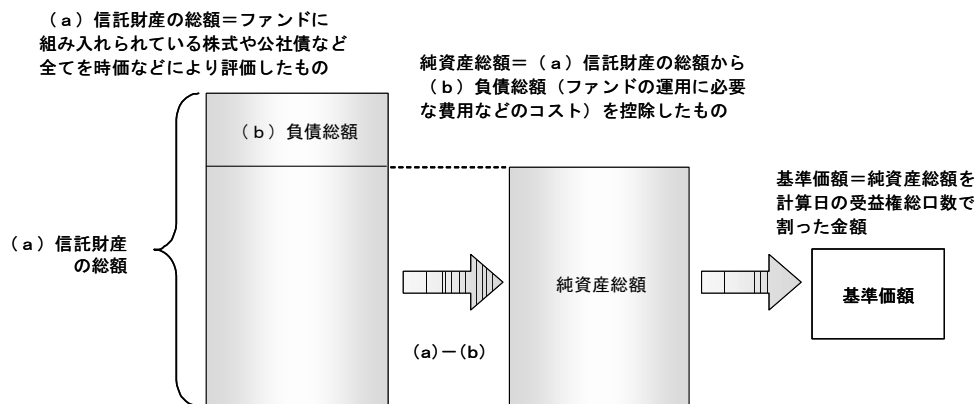 （ａ）信託財産の総額＝ファンドに
組み入れられている株式や公社債など
全てを時価などにより評価したもの
純資産総額＝（ａ）信託財産の総額から
（ｂ）負債総額（ファンドの運用に必要
な費用などのコスト）を控除したもの
（ｂ）負債総額
基準価額＝純資産総額を
計算日の受益権総口数で
割った金額
（ａ）信託財産
の総額
純資産総額
基準価額
(a)－(b)